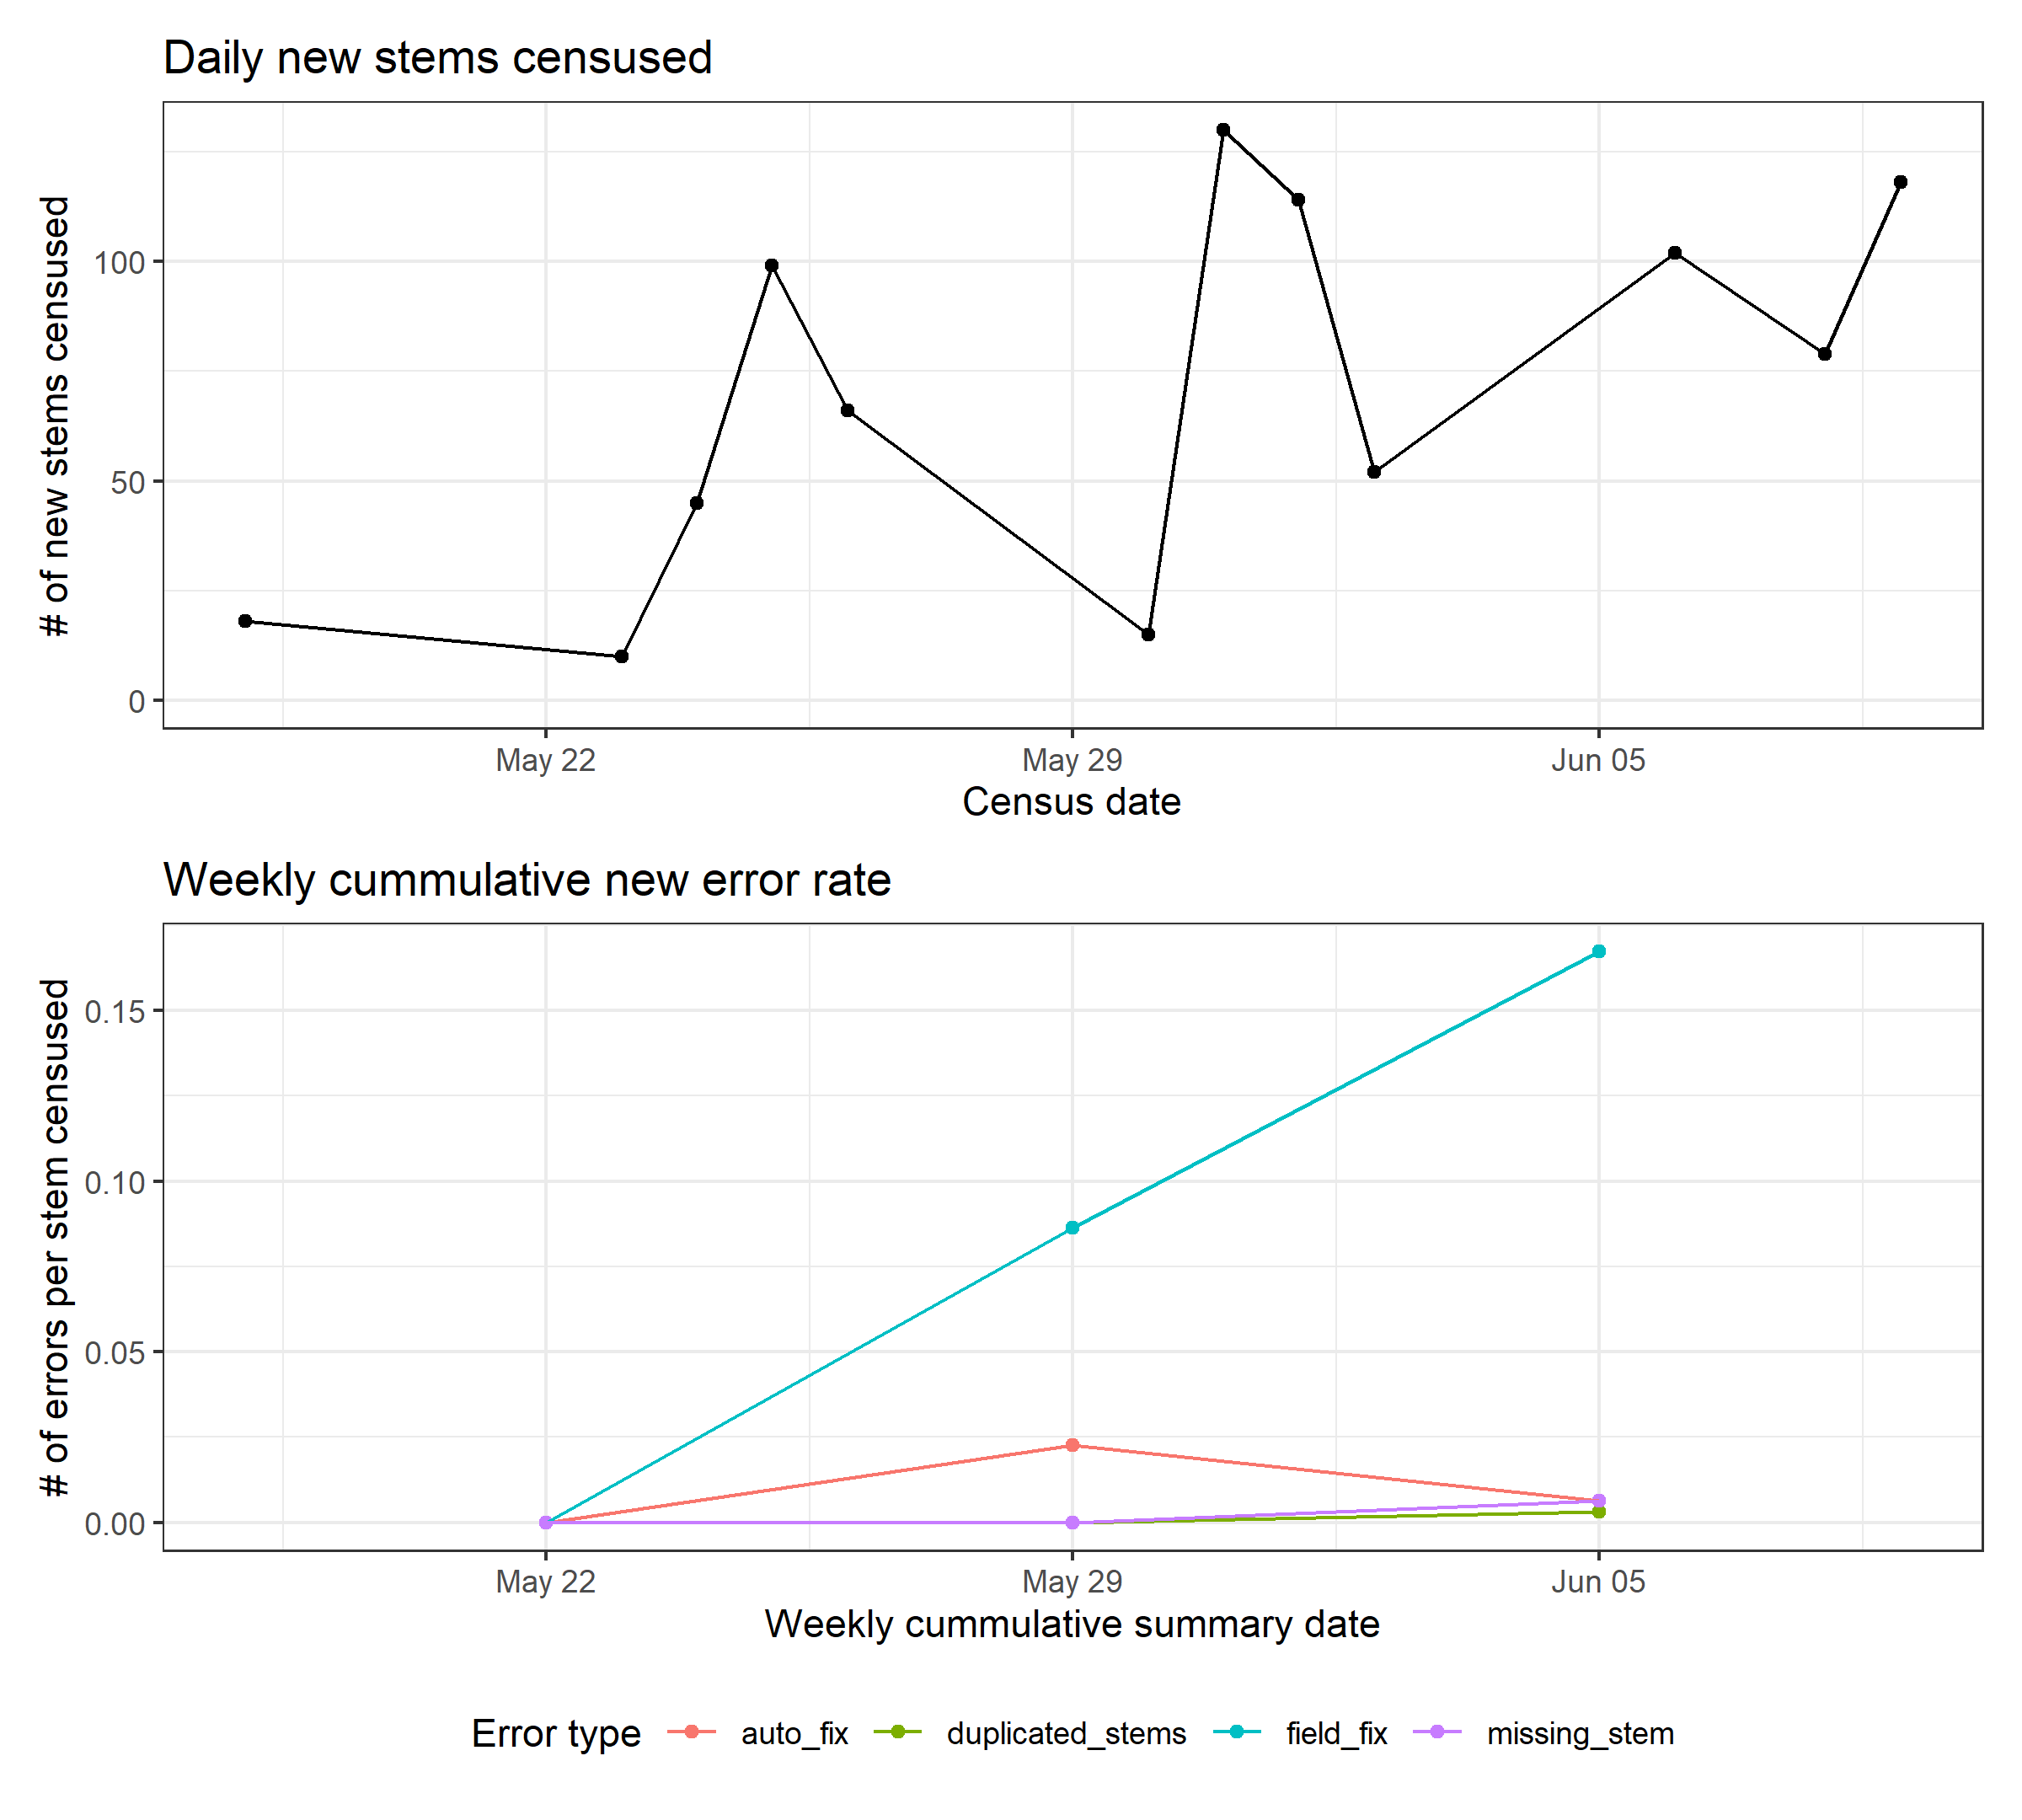 Daily new stems censused
# of new stems censused
100
50
0
May 22 May 29 Jun 05
Census date
Weekly cummulative new error rate
# of errors per stem censused
0.15
0.10
0.05
0.00
May 22 May 29 Jun 05
Weekly cummulative summary date
Error type auto_fix duplicated_stems field_fix missing_stem